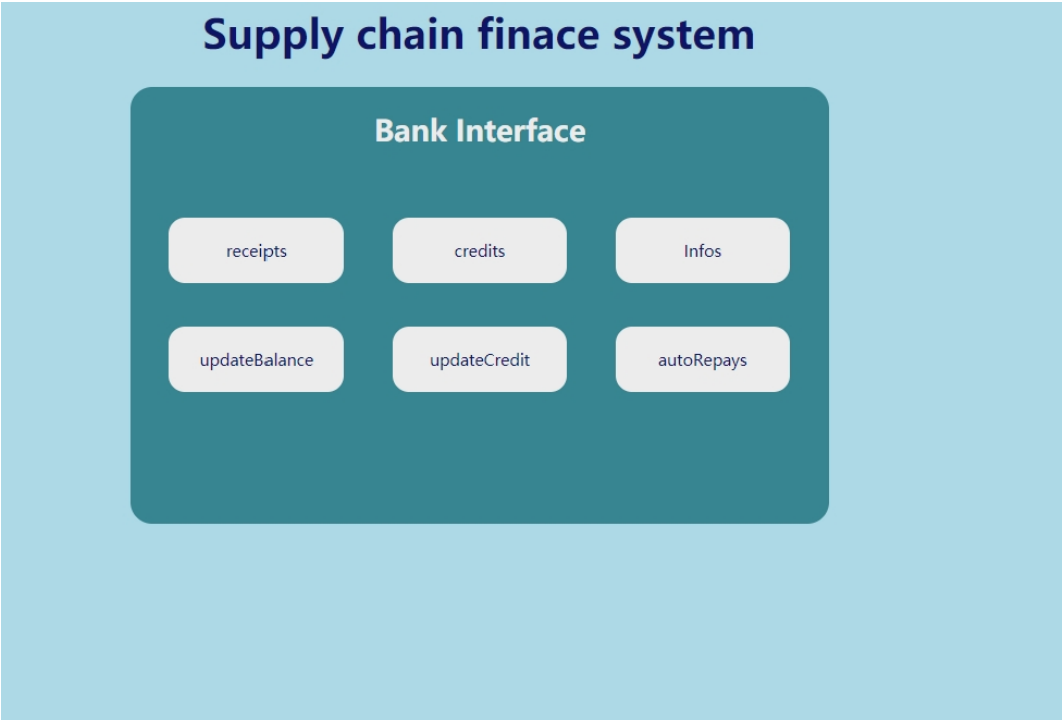 Supply chain finace system
Bank Interface
receipts
credits
Infos
updateBalance
updateCredit
autoRepays